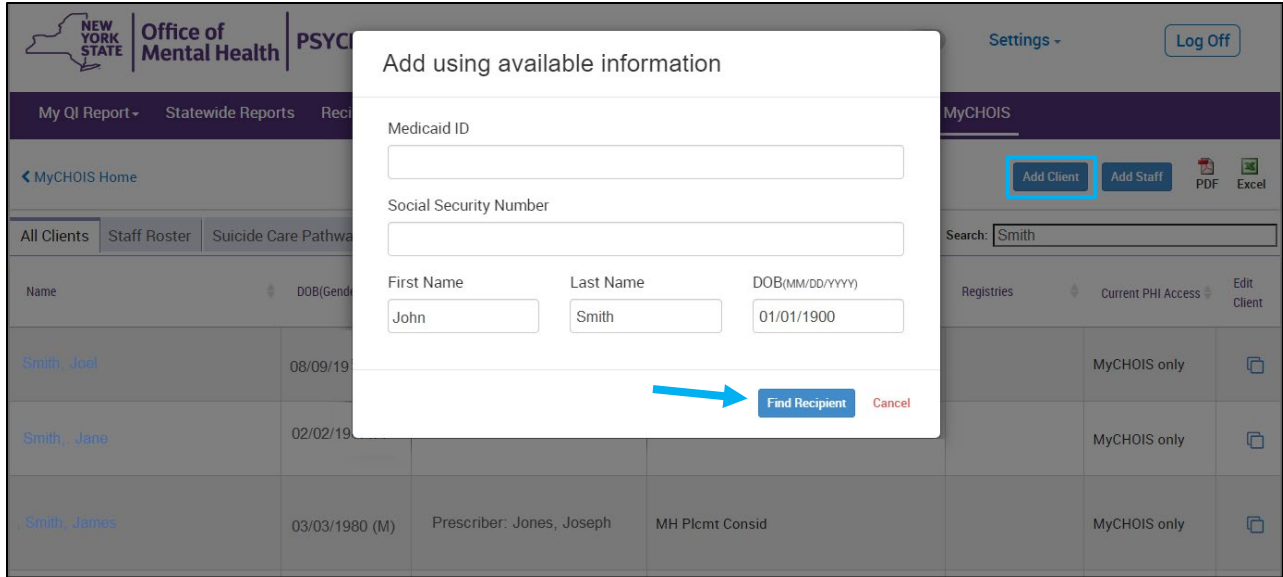 NEW YORK STATE
Office of Mental Health
PSYC
Settings
Log Off
My QI Report
Statewide Reports
Reci
MyCHOIS
MyCHOIS Home
Add Client
Add Staff
PDF
Excel
All Clients
Staff Roster
Suicide Care Pathwa
Search: Smith
Name
DOB(Gende
Registries
Current PHI Access
Edit Client
Smith, Joel
08/09/19
MyCHOIS only
Smith,. Jane
02/02/19
MyCHOIS only
, Smith, James
03/03/1980 (M)
Prescriber: Jones, Joseph
MH Plcmt Consid
MyCHOIS only
Add using available information
Medicaid ID
Social Security Number
First Name
Last Name
DOB(MM/DD/YYYY)
John
Smith
01/01/1900
Find Recipient
Cancel